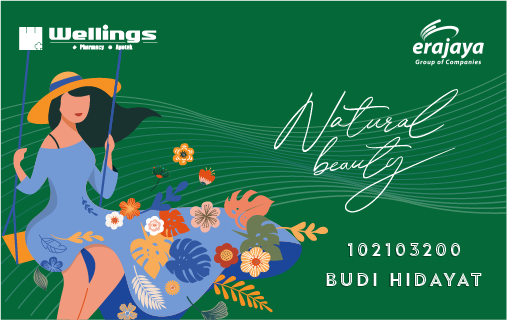 Wellings
• Pharmacy • Apotek
erajaya
Group of Companies
Natural
beauty
102103200
BUDI HIDAYAT